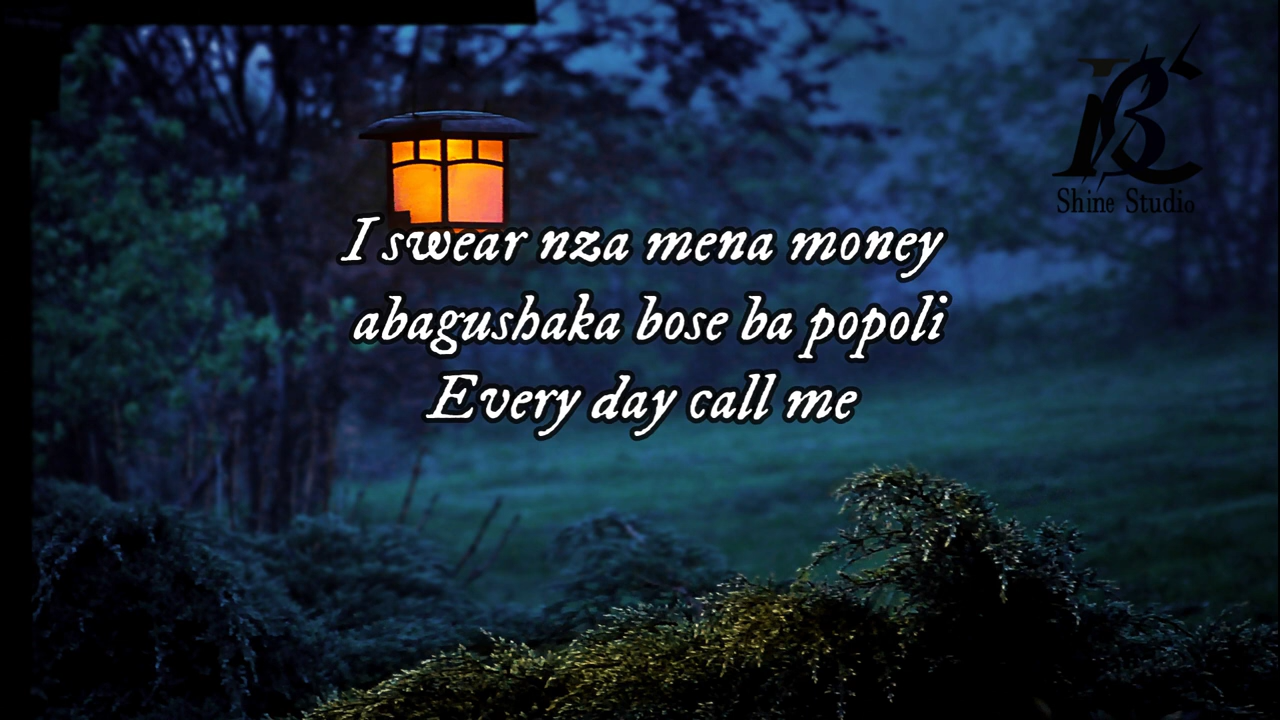 I swear nza mena money
abagushaka bose ba popoli
Every day call me
Shine Studio